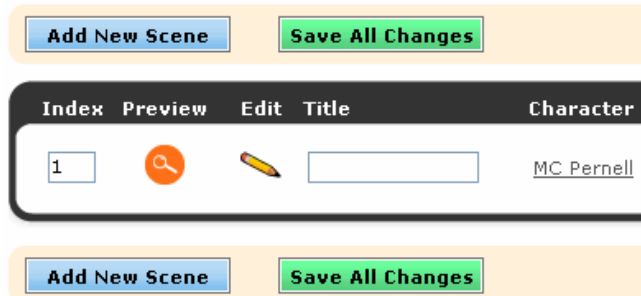 Add New Scene Save All Changes
Index Preview Edit Title Character
1 MC Pernell
Add New Scene Save All Changes